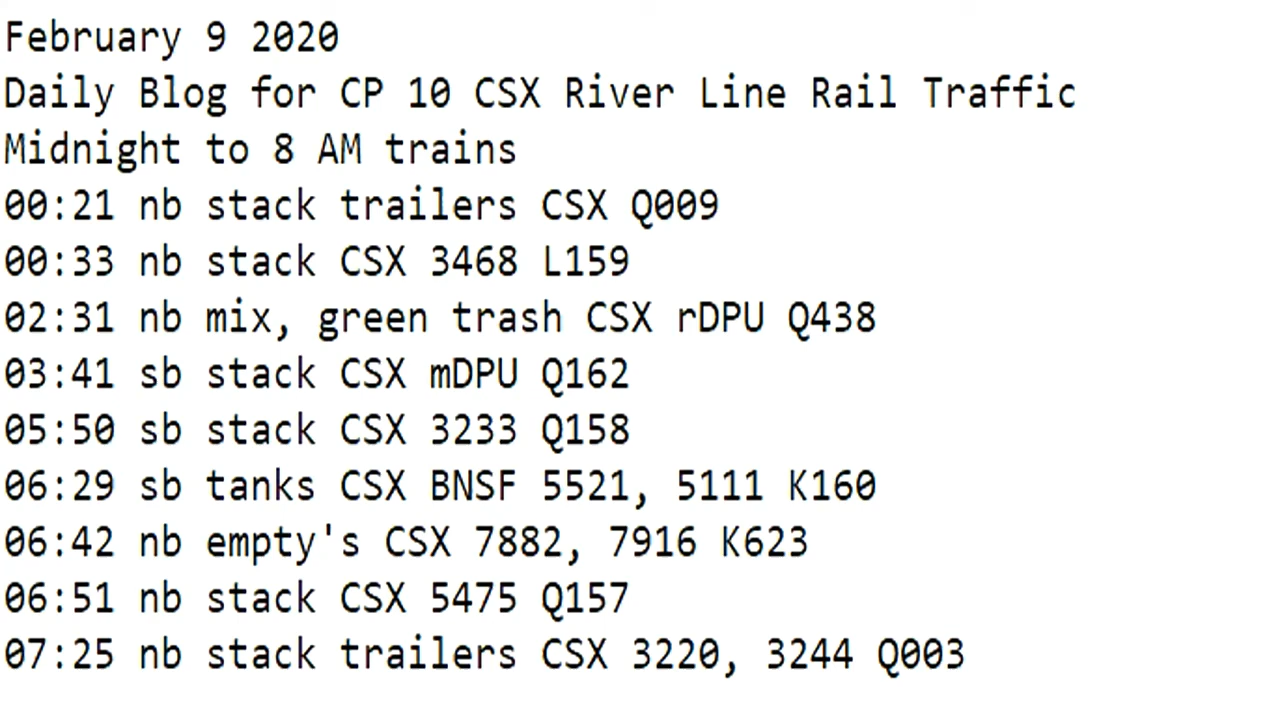 February 9 2020
Daily Blog for CP 10 CSX River Line Rail Traffic
Midnight to 8 AM trains
00:21 nb stack trailers CSX Q009
00:33 nb stack CSX 3468 L159
02:31 nb mix, green trash CSX rDPU Q438
03:41 sb stack CSX mDPU Q162
05:50 sb stack CSX 3233 Q158
06:29 sb tanks CSX BNSF 5521, 5111 K160
06:42 nb empty's CSX 7882, 7916 K623
06:51 nb stack CSX 5475 Q157
07:25 nb stack trailers CSX 3220, 3244 Q003